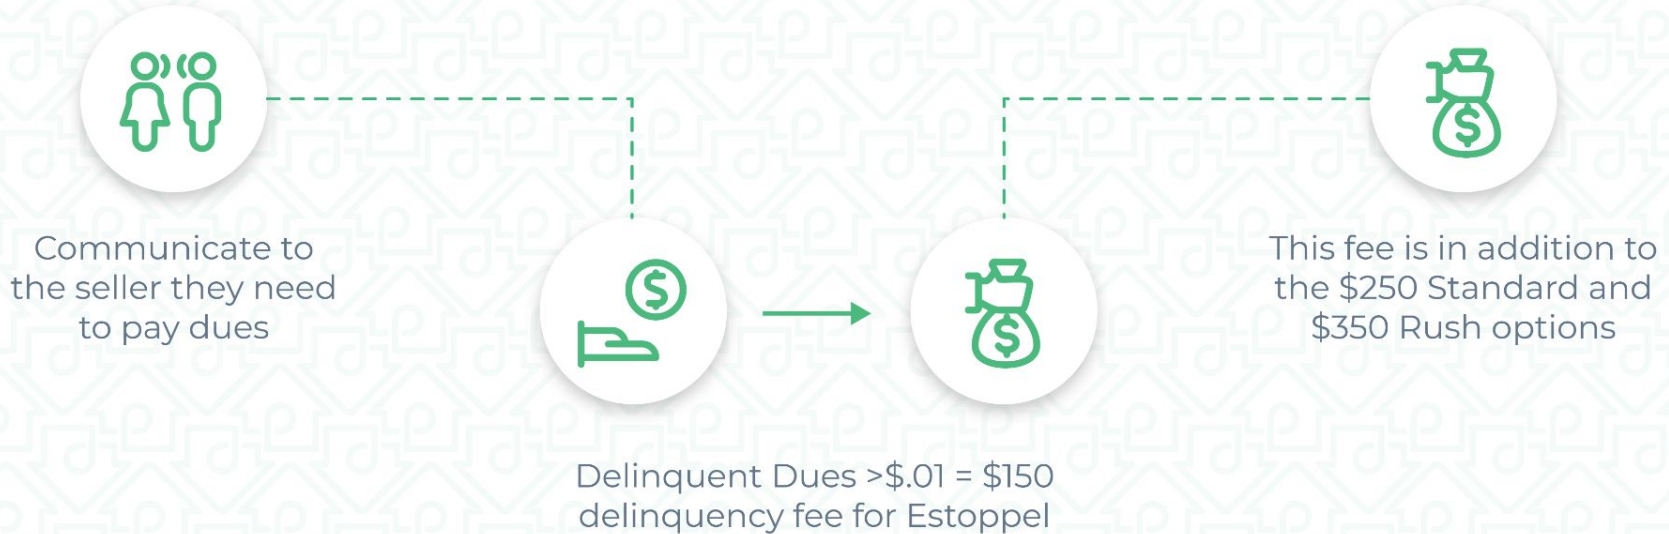 Communicate to
the seller they need
to pay dues
Delinquent Dues >$.01 = $150
delinquency fee for Estoppel
This fee is in addition to
the $250 Standard and
$350 Rush options